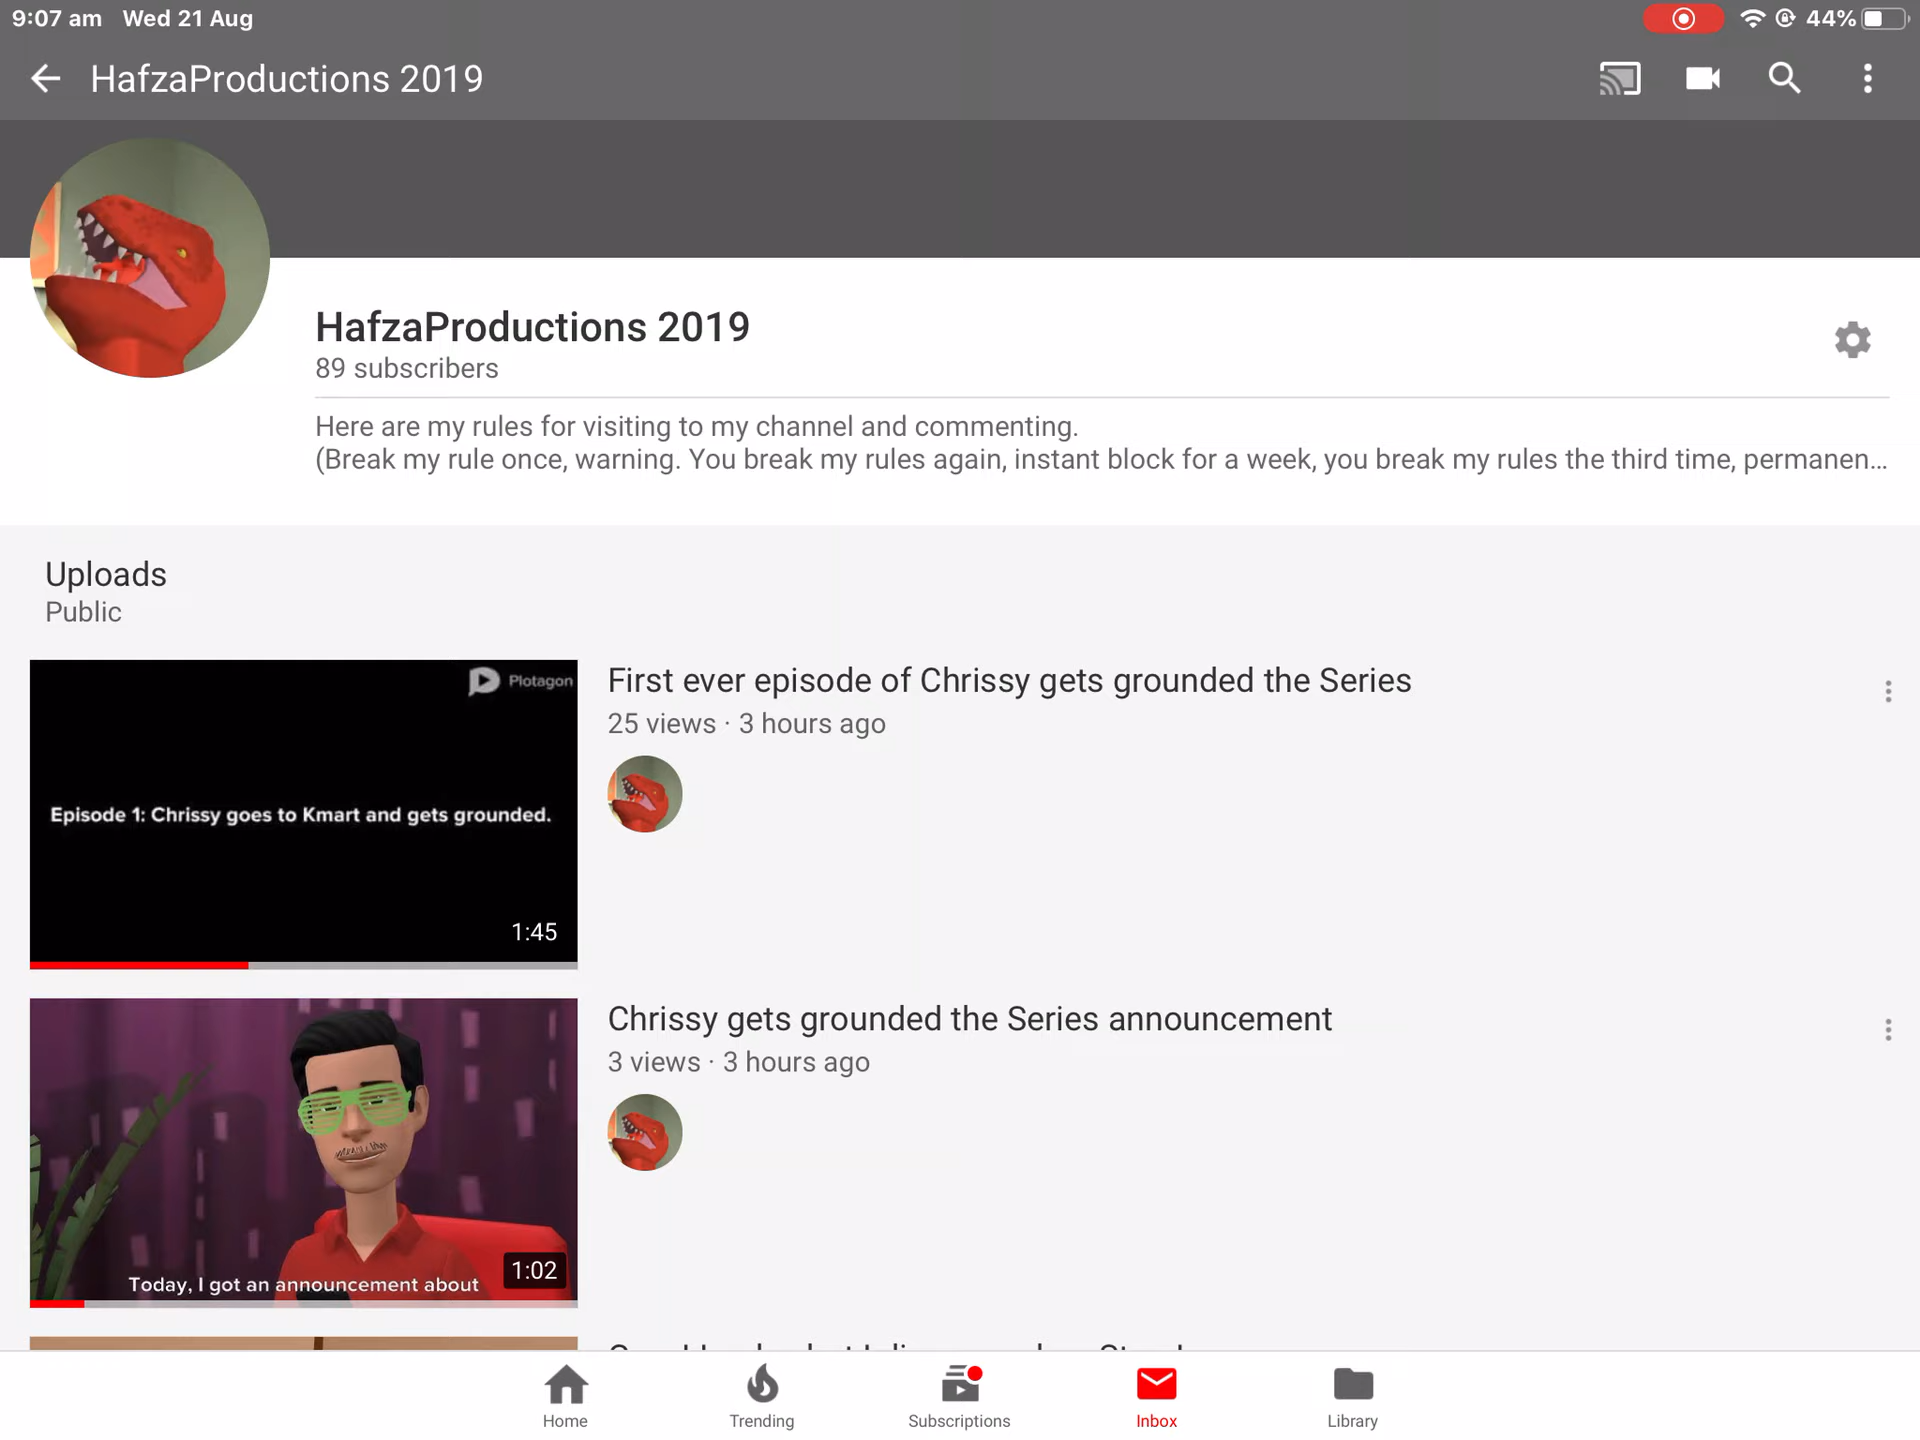 9:07 am Wed 21 Aug 44%
HafzaProductions 2019
HafzaProductions 2019
89 subscribers
Here are my rules for visiting to my channel and commenting.
(Break my rule once, warning. You break my rules again, instant block for a week, you break my rules the third time, permanen...
Uploads
Public
Plotagon
Episode 1: Chrissy goes to Kmart and gets grounded.
1:45
First ever episode of Chrissy gets grounded the Series
25 views · 3 hours ago
Today, I got an announcement about
1:02
Chrissy gets grounded the Series announcement
3 views · 3 hours ago
Home Trending Subscriptions Inbox Library